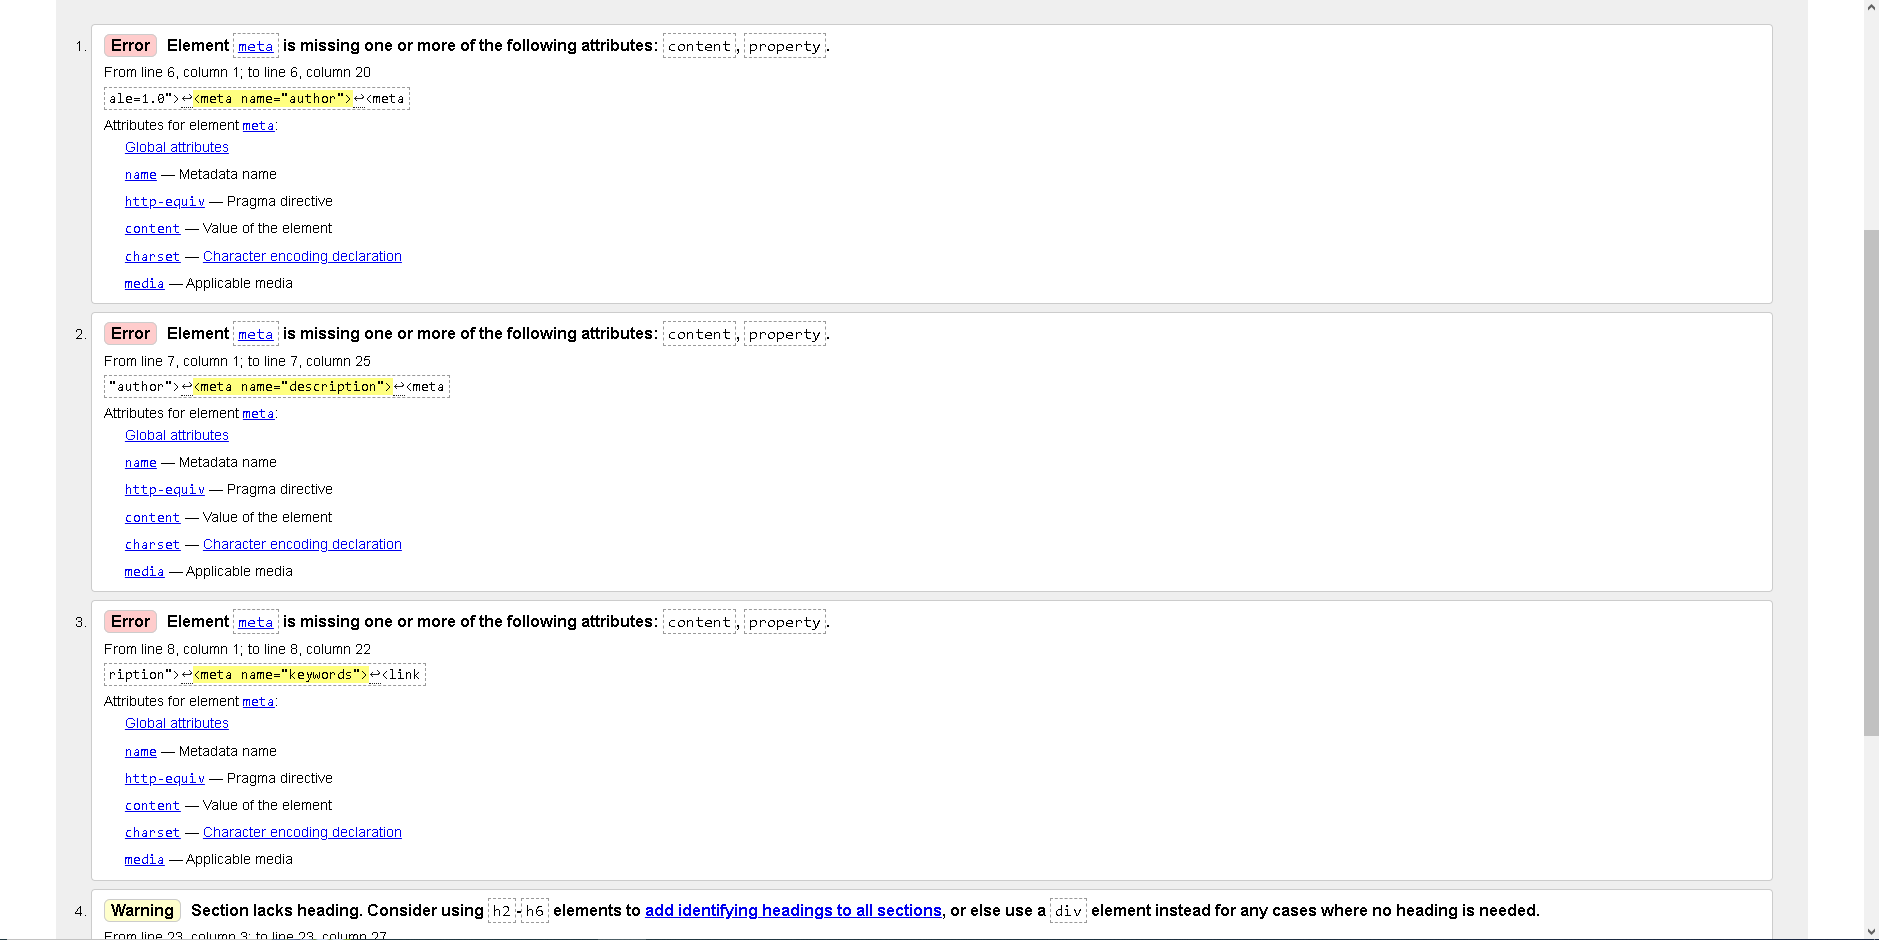 1. Error Element meta is missing one or more of the following attributes: content, property.
From line 6, column 1; to line 6, column 20
ale=1.0">↩<meta name="author">↩<meta
Attributes for element meta:
Global attributes
name — Metadata name
http-equiv — Pragma directive
content — Value of the element
charset — Character encoding declaration
media — Applicable media
2. Error Element meta is missing one or more of the following attributes: content, property.
From line 7, column 1; to line 7, column 25
"author">↩<meta name="description">↩<meta
Attributes for element meta:
Global attributes
name — Metadata name
http-equiv — Pragma directive
content — Value of the element
charset — Character encoding declaration
media — Applicable media
3. Error Element meta is missing one or more of the following attributes: content, property.
From line 8, column 1; to line 8, column 22
ription">↩<meta name="keywords">↩<link
Attributes for element meta:
Global attributes
name — Metadata name
http-equiv — Pragma directive
content — Value of the element
charset — Character encoding declaration
media — Applicable media
4. Warning Section lacks heading. Consider using h2-h6 elements to add identifying headings to all sections, or else use a div element instead for any cases where no heading is needed.
From line 23, column 3; to line 23, column 27